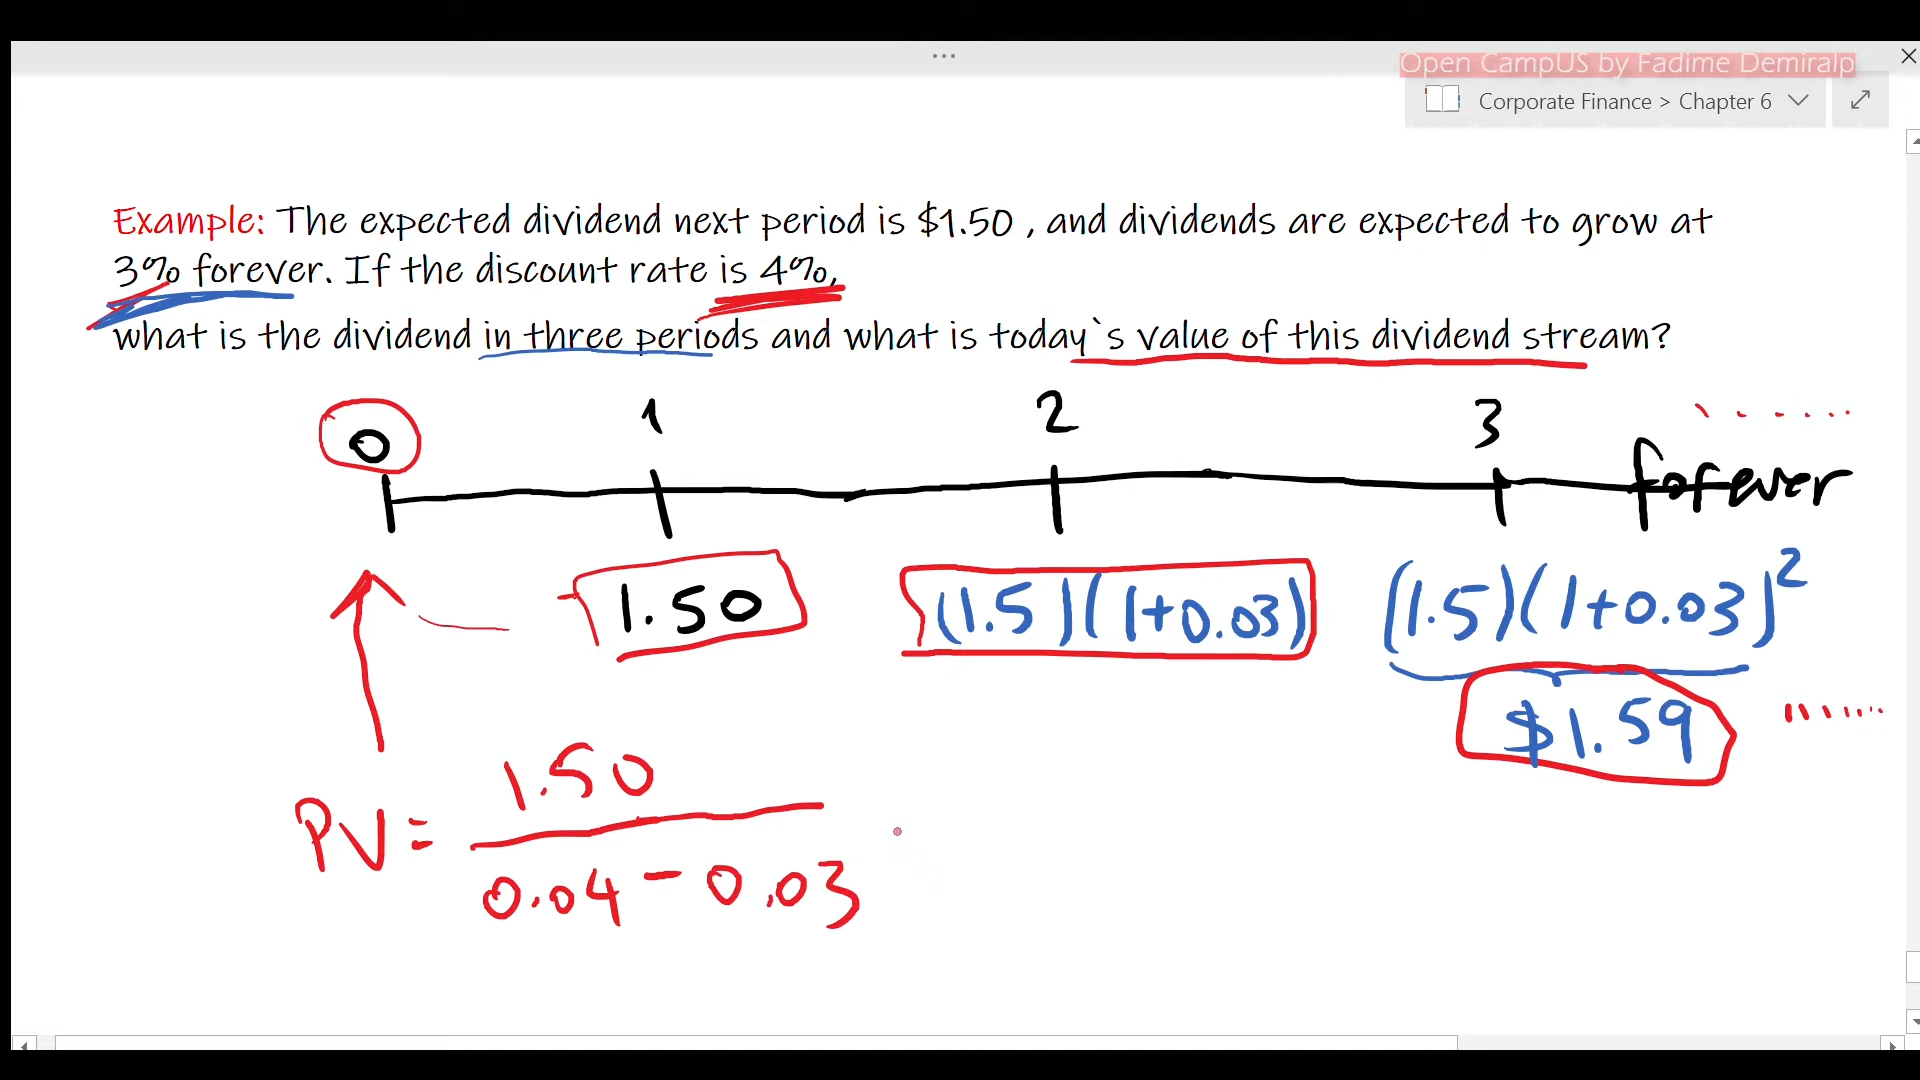 Open CampUS by Fadime Demiralp
Corporate Finance > Chapter 6
Example: The expected dividend next period is $1.50 , and dividends are expected to grow at
3% forever. If the discount rate is 4%,
what is the dividend in three periods and what is today`s value of this dividend stream?
0 1 2 3 ......
forever
1.50 (1.5)(1+0.03) (1.5)(1+0.03)²
$1.59
PV = 1.50
0.04 - 0.03